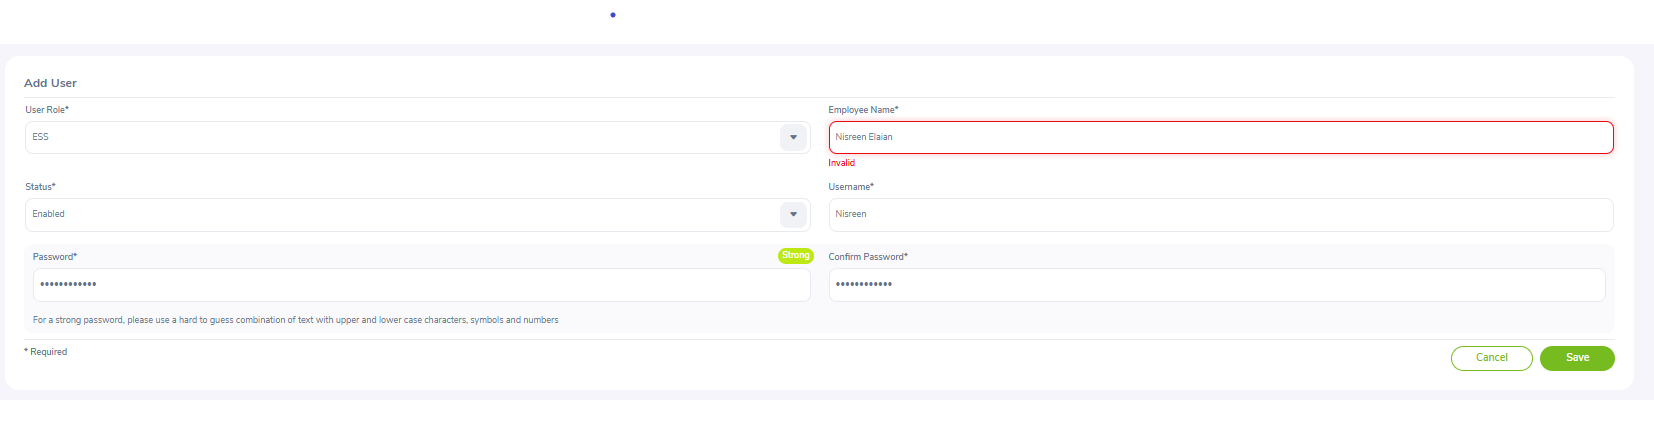 Add User
User Role*
Employee Name*
ESS
Nisreen Elaian
Invalid
Status*
Username*
Enabled
Nisreen
Password*
Strong
Confirm Password*
••••••••••••
••••••••••••
For a strong password, please use a hard to guess combination of text with upper and lower case characters, symbols and numbers
* Required
Cancel
Save